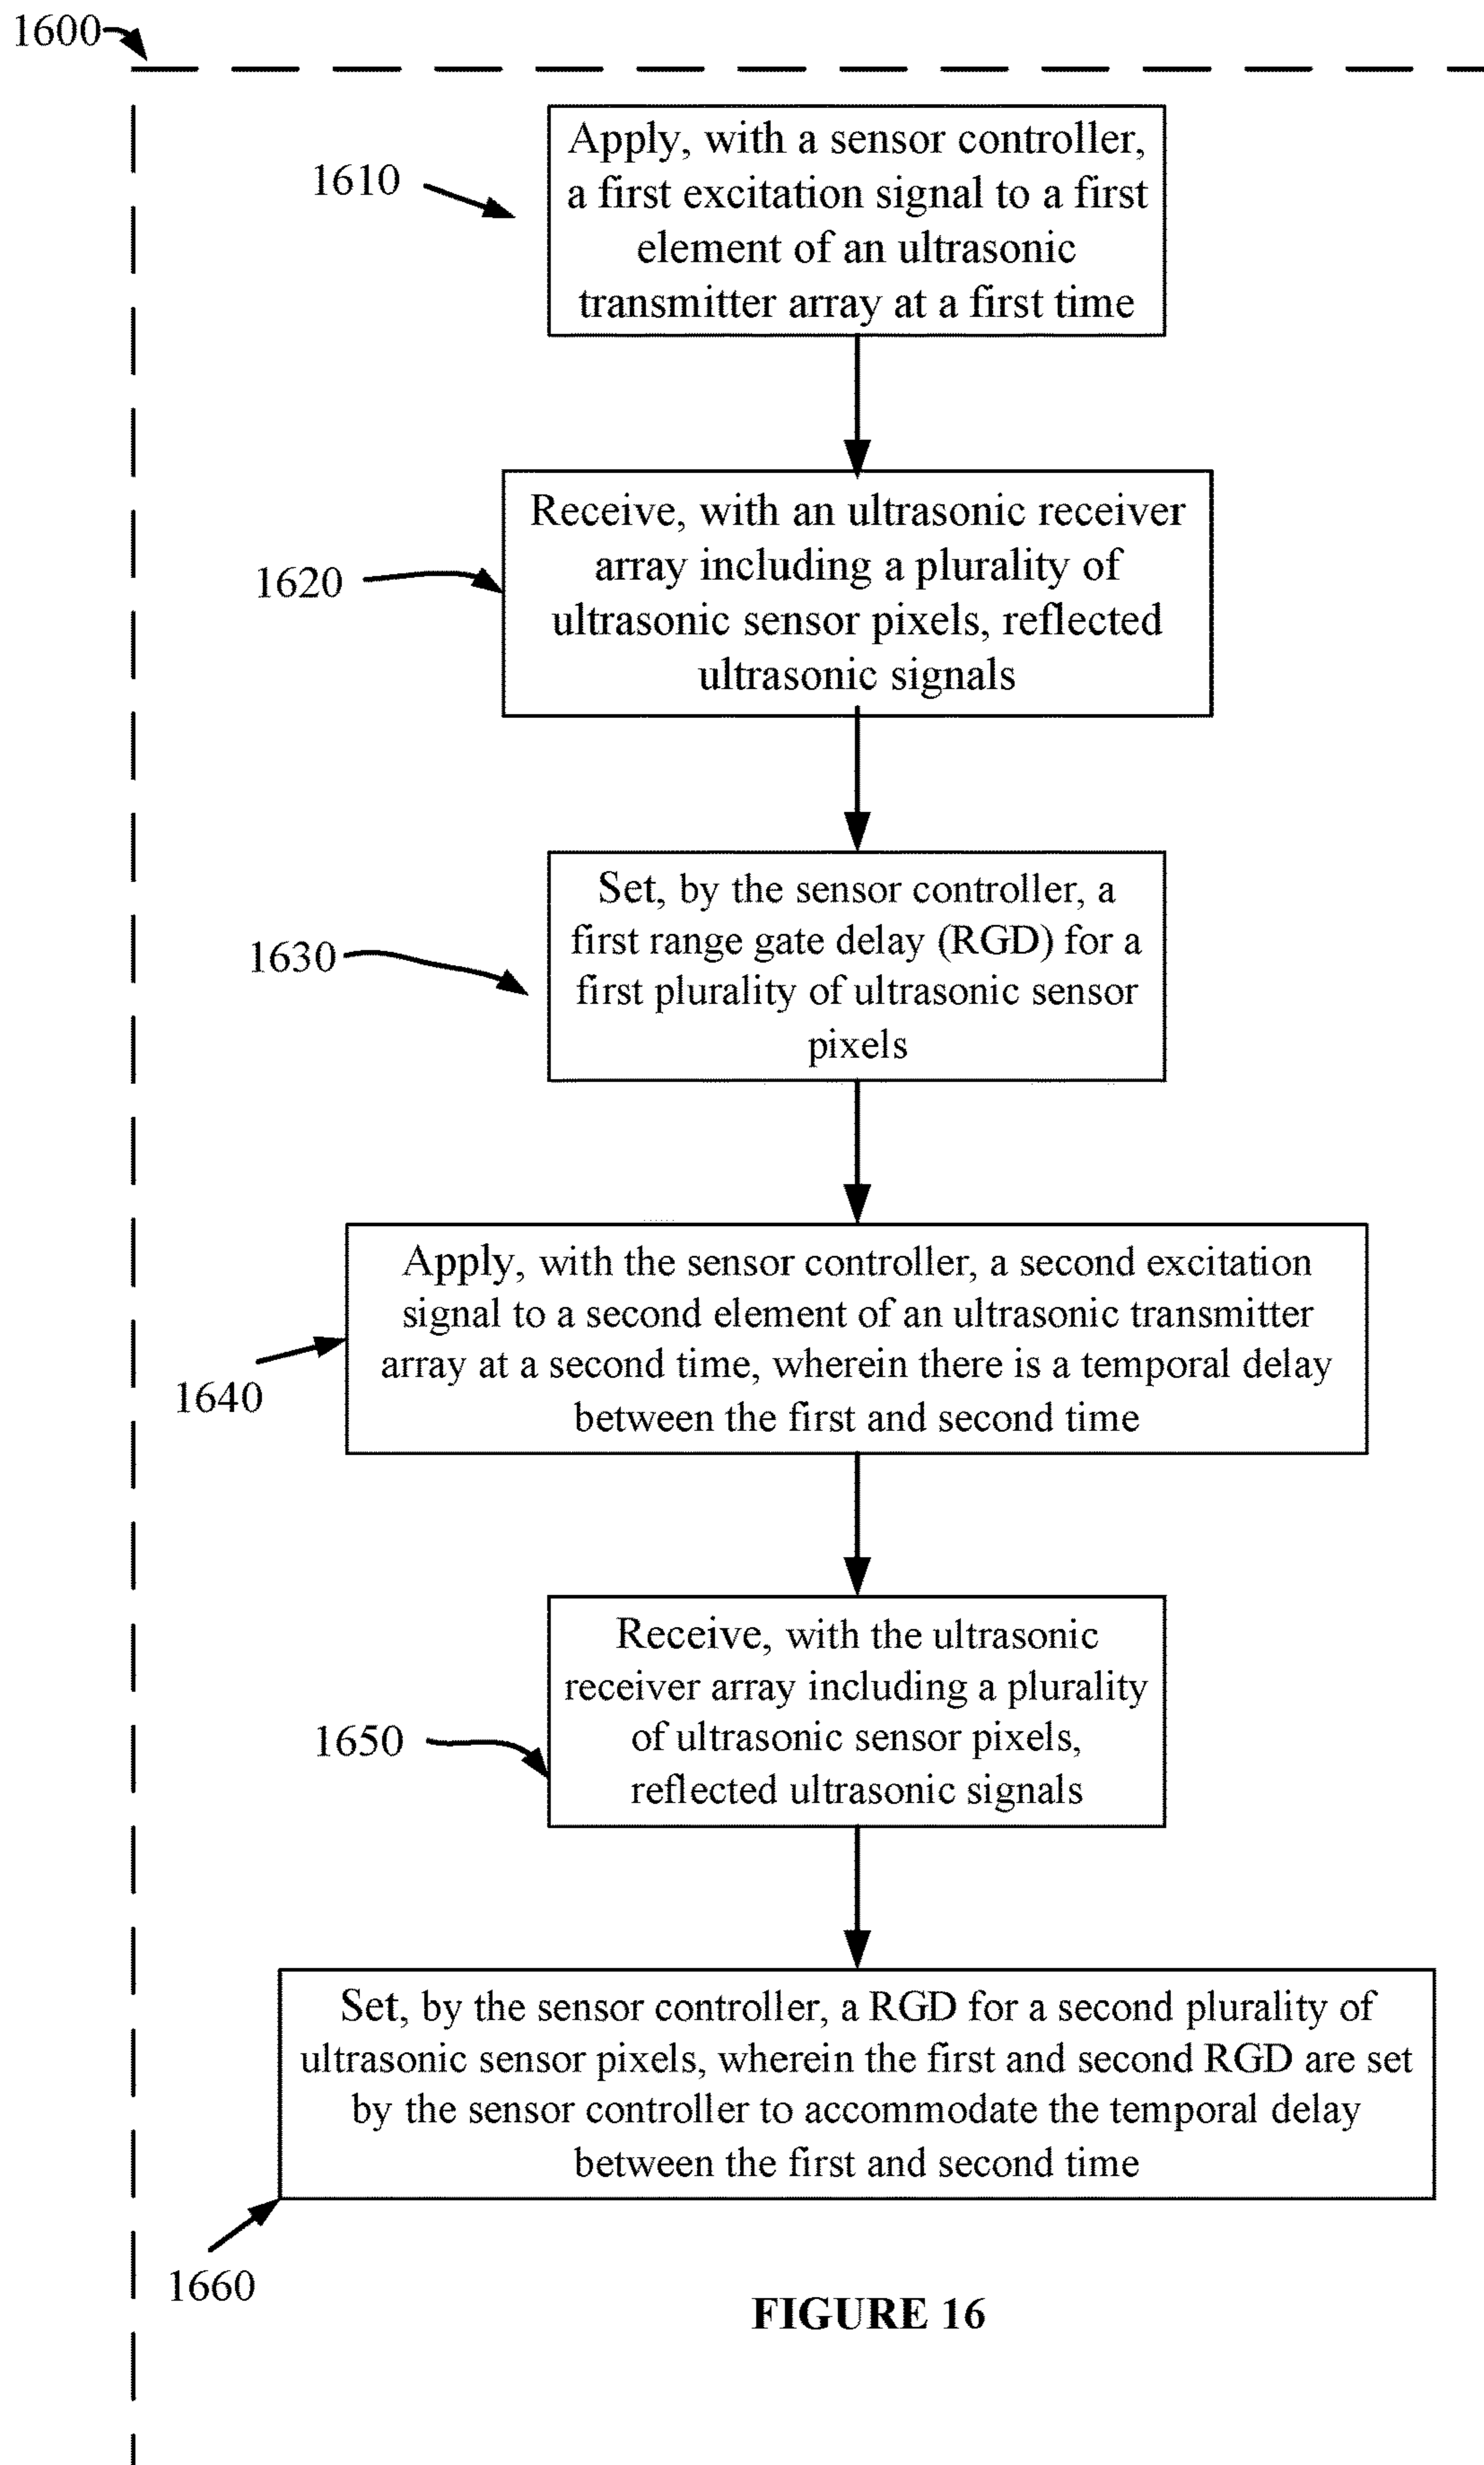 1600
1610
Apply, with a sensor controller,
a first excitation signal to a first
element of an ultrasonic
transmitter array at a first time
1620
Receive, with an ultrasonic receiver
array including a plurality of
ultrasonic sensor pixels, reflected
ultrasonic signals
1630
Set, by the sensor controller, a
first range gate delay (RGD) for a
first plurality of ultrasonic sensor
pixels
1640
Apply, with the sensor controller, a second excitation
signal to a second element of an ultrasonic transmitter
array at a second time, wherein there is a temporal delay
between the first and second time
1650
Receive, with the ultrasonic
receiver array including a plurality
of ultrasonic sensor pixels,
reflected ultrasonic signals
1660
Set, by the sensor controller, a RGD for a second plurality of
ultrasonic sensor pixels, wherein the first and second RGD are set
by the sensor controller to accommodate the temporal delay
between the first and second time
FIGURE 16